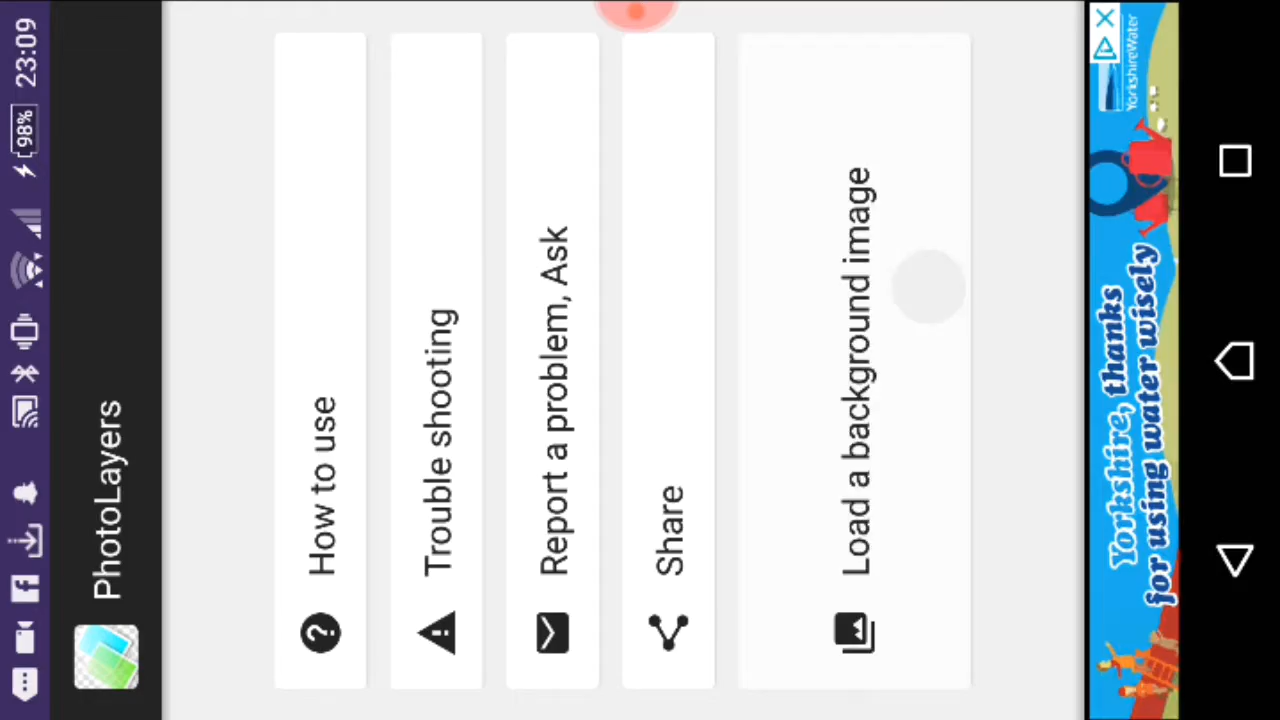 98%
23:09
PhotoLayers
How to use
Trouble shooting
Report a problem, Ask
Share
Load a background image
YorkshireWater
Yorkshire, thanks
for using water wisely